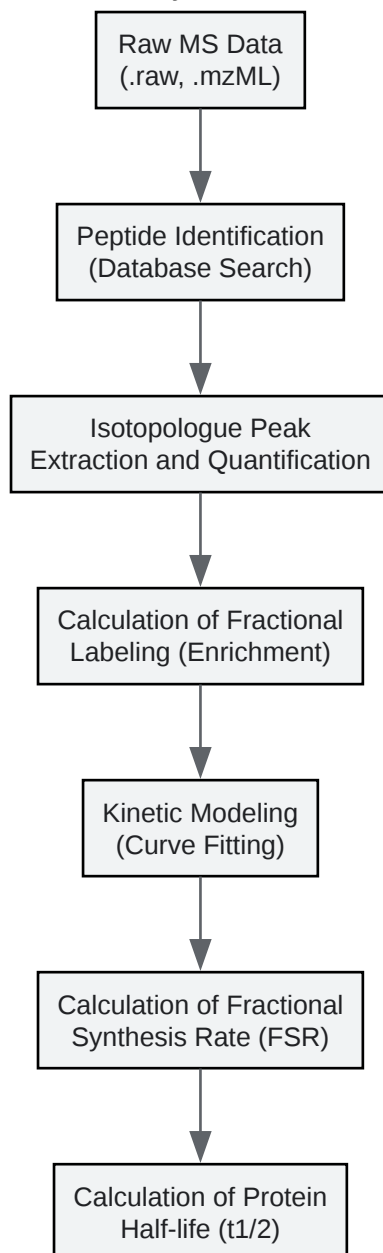 Raw MS Data
(.raw, .mzML)
Peptide Identification
(Database Search)
Isotopologue Peak
Extraction and Quantification
Calculation of Fractional
Labeling (Enrichment)
Kinetic Modeling
(Curve Fitting)
Calculation of Fractional
Synthesis Rate (FSR)
Calculation of Protein
Half-life (t1/2)